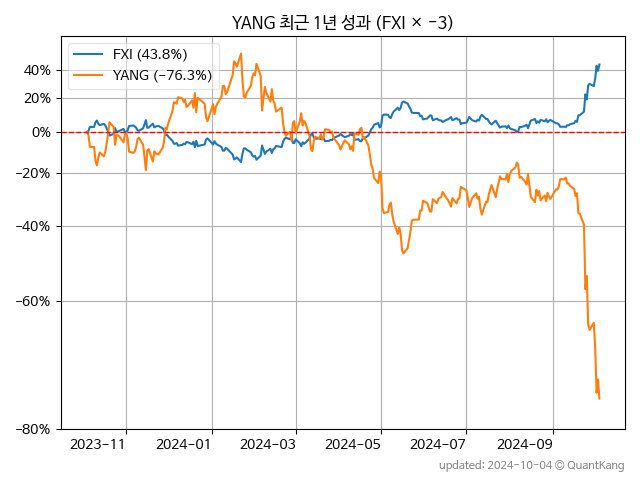 YANG 최근 1년 성과 (FXI × −3)
FXI (43.8%)
YANG (−76.3%)
40%
20%
0%
−20%
−40%
−60%
−80%
2023−11 2024−01 2024−03 2024−05 2024−07 2024−09
updated: 2024-10-04 ⓒ QuantKang